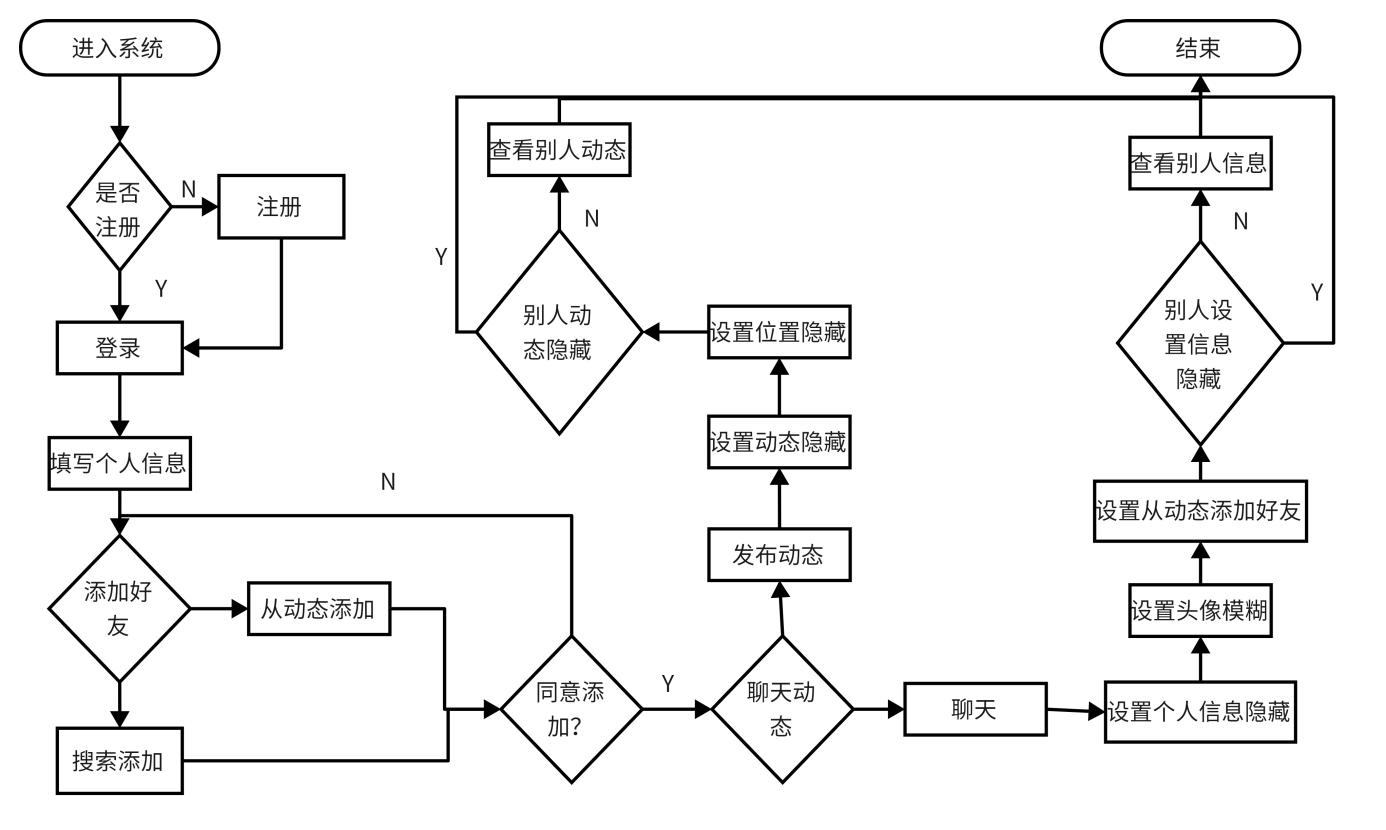 进入系统
是否
注册
N
注册
Y
登录
填写个人信息
N
添加好
友
从动态添加
搜索添加
同意添
加?
Y
聊天动
态
发布动态
设置动态隐藏
设置位置隐藏
别人动
态隐藏
Y
N
查看别人动态
聊天
设置个人信息隐藏
设置头像模糊
设置从动态添加好友
别人设
置信息
隐藏
N
Y
查看别人信息
结束